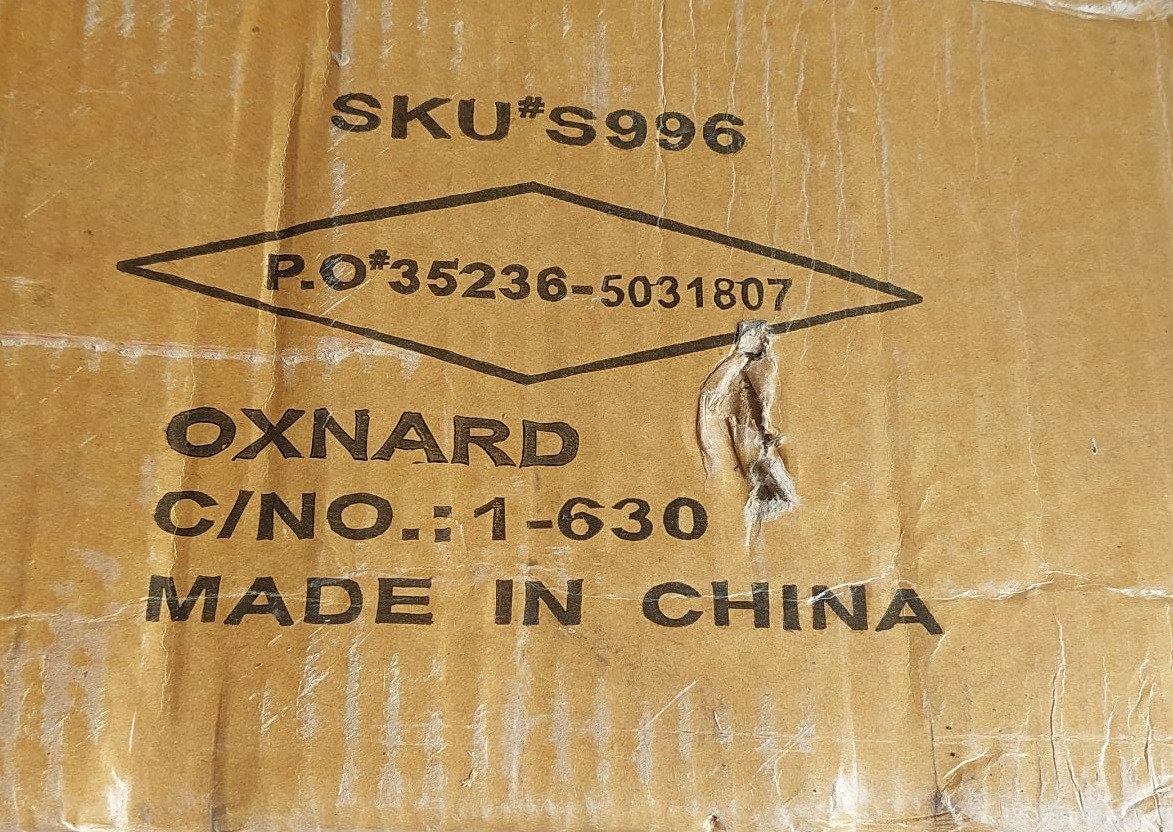 SKU#S996
P.O#35236-5031807
OXNARD
C/NO.:1-630
MADE IN CHINA